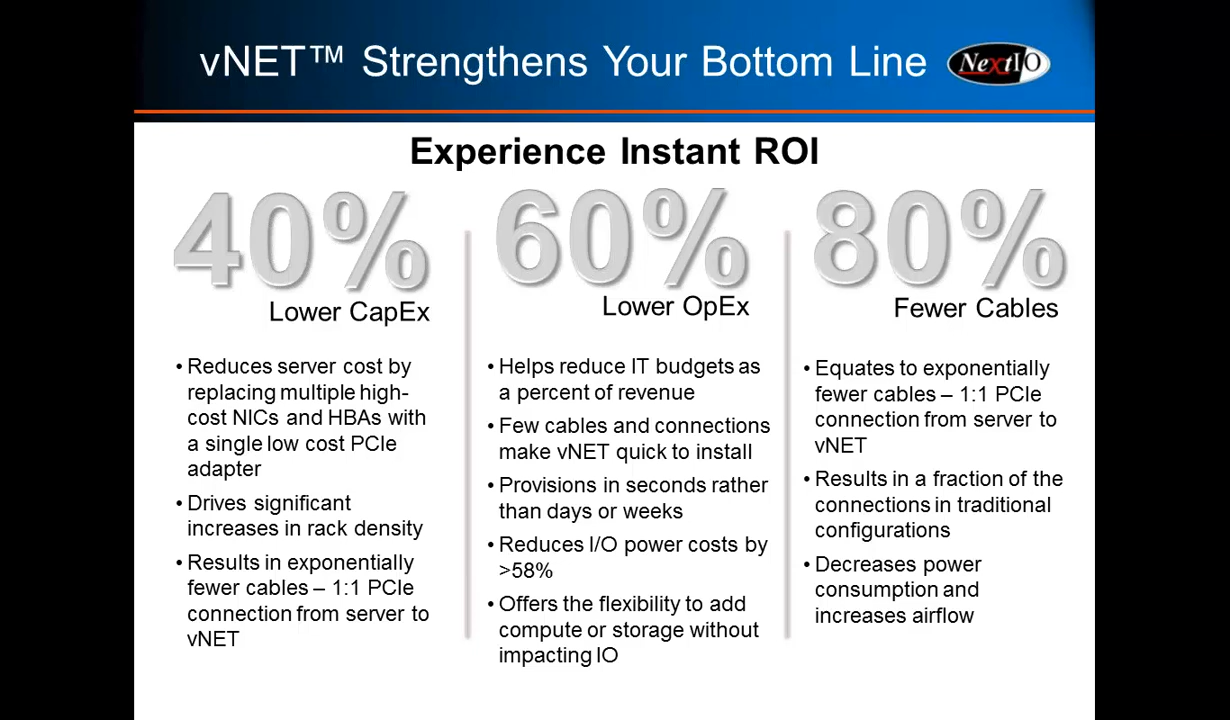 vNET™ Strengthens Your Bottom Line
NextIO
Experience Instant ROI
40%
Lower CapEx
• Reduces server cost by
replacing multiple high-
cost NICs and HBAs with
a single low cost PCIe
adapter
• Drives significant
increases in rack density
• Results in exponentially
fewer cables – 1:1 PCIe
connection from server to
vNET
60%
Lower OpEx
• Helps reduce IT budgets as
a percent of revenue
• Few cables and connections
make vNET quick to install
• Provisions in seconds rather
than days or weeks
• Reduces I/O power costs by
>58%
• Offers the flexibility to add
compute or storage without
impacting IO
80%
Fewer Cables
• Equates to exponentially
fewer cables – 1:1 PCIe
connection from server to
vNET
• Results in a fraction of the
connections in traditional
configurations
• Decreases power
consumption and
increases airflow